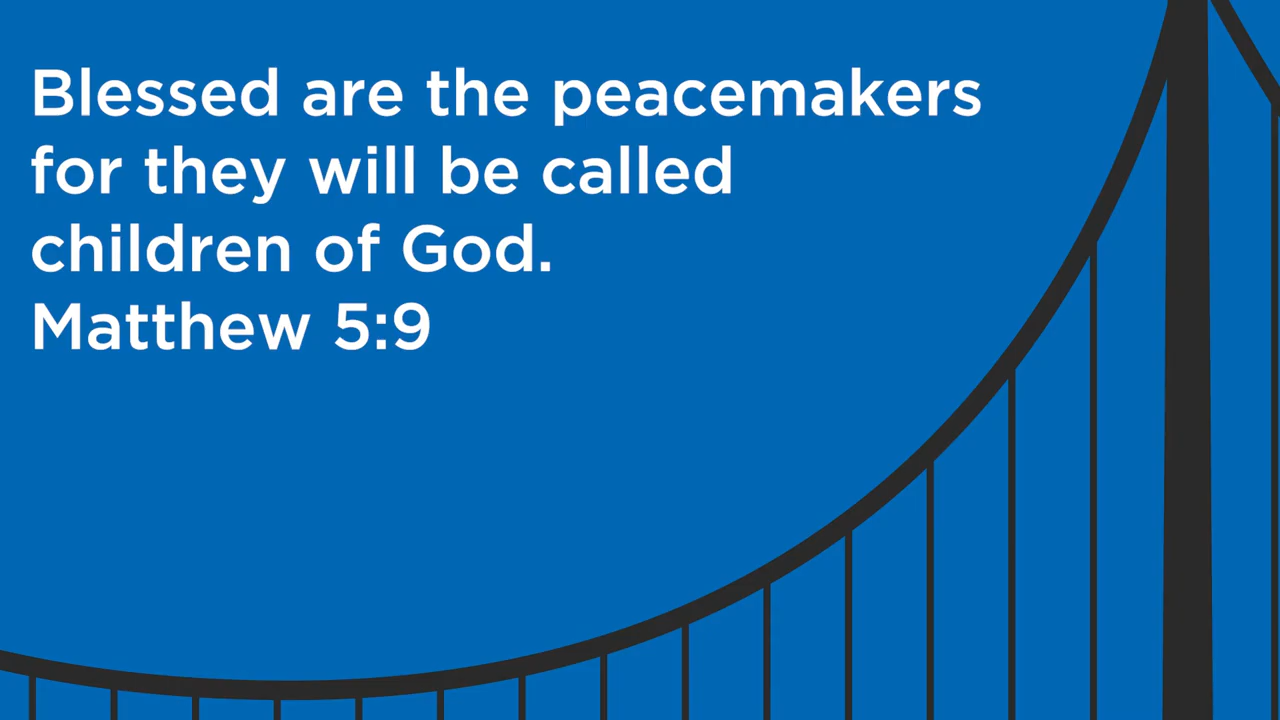 Blessed are the peacemakers
for they will be called
children of God.
Matthew 5:9